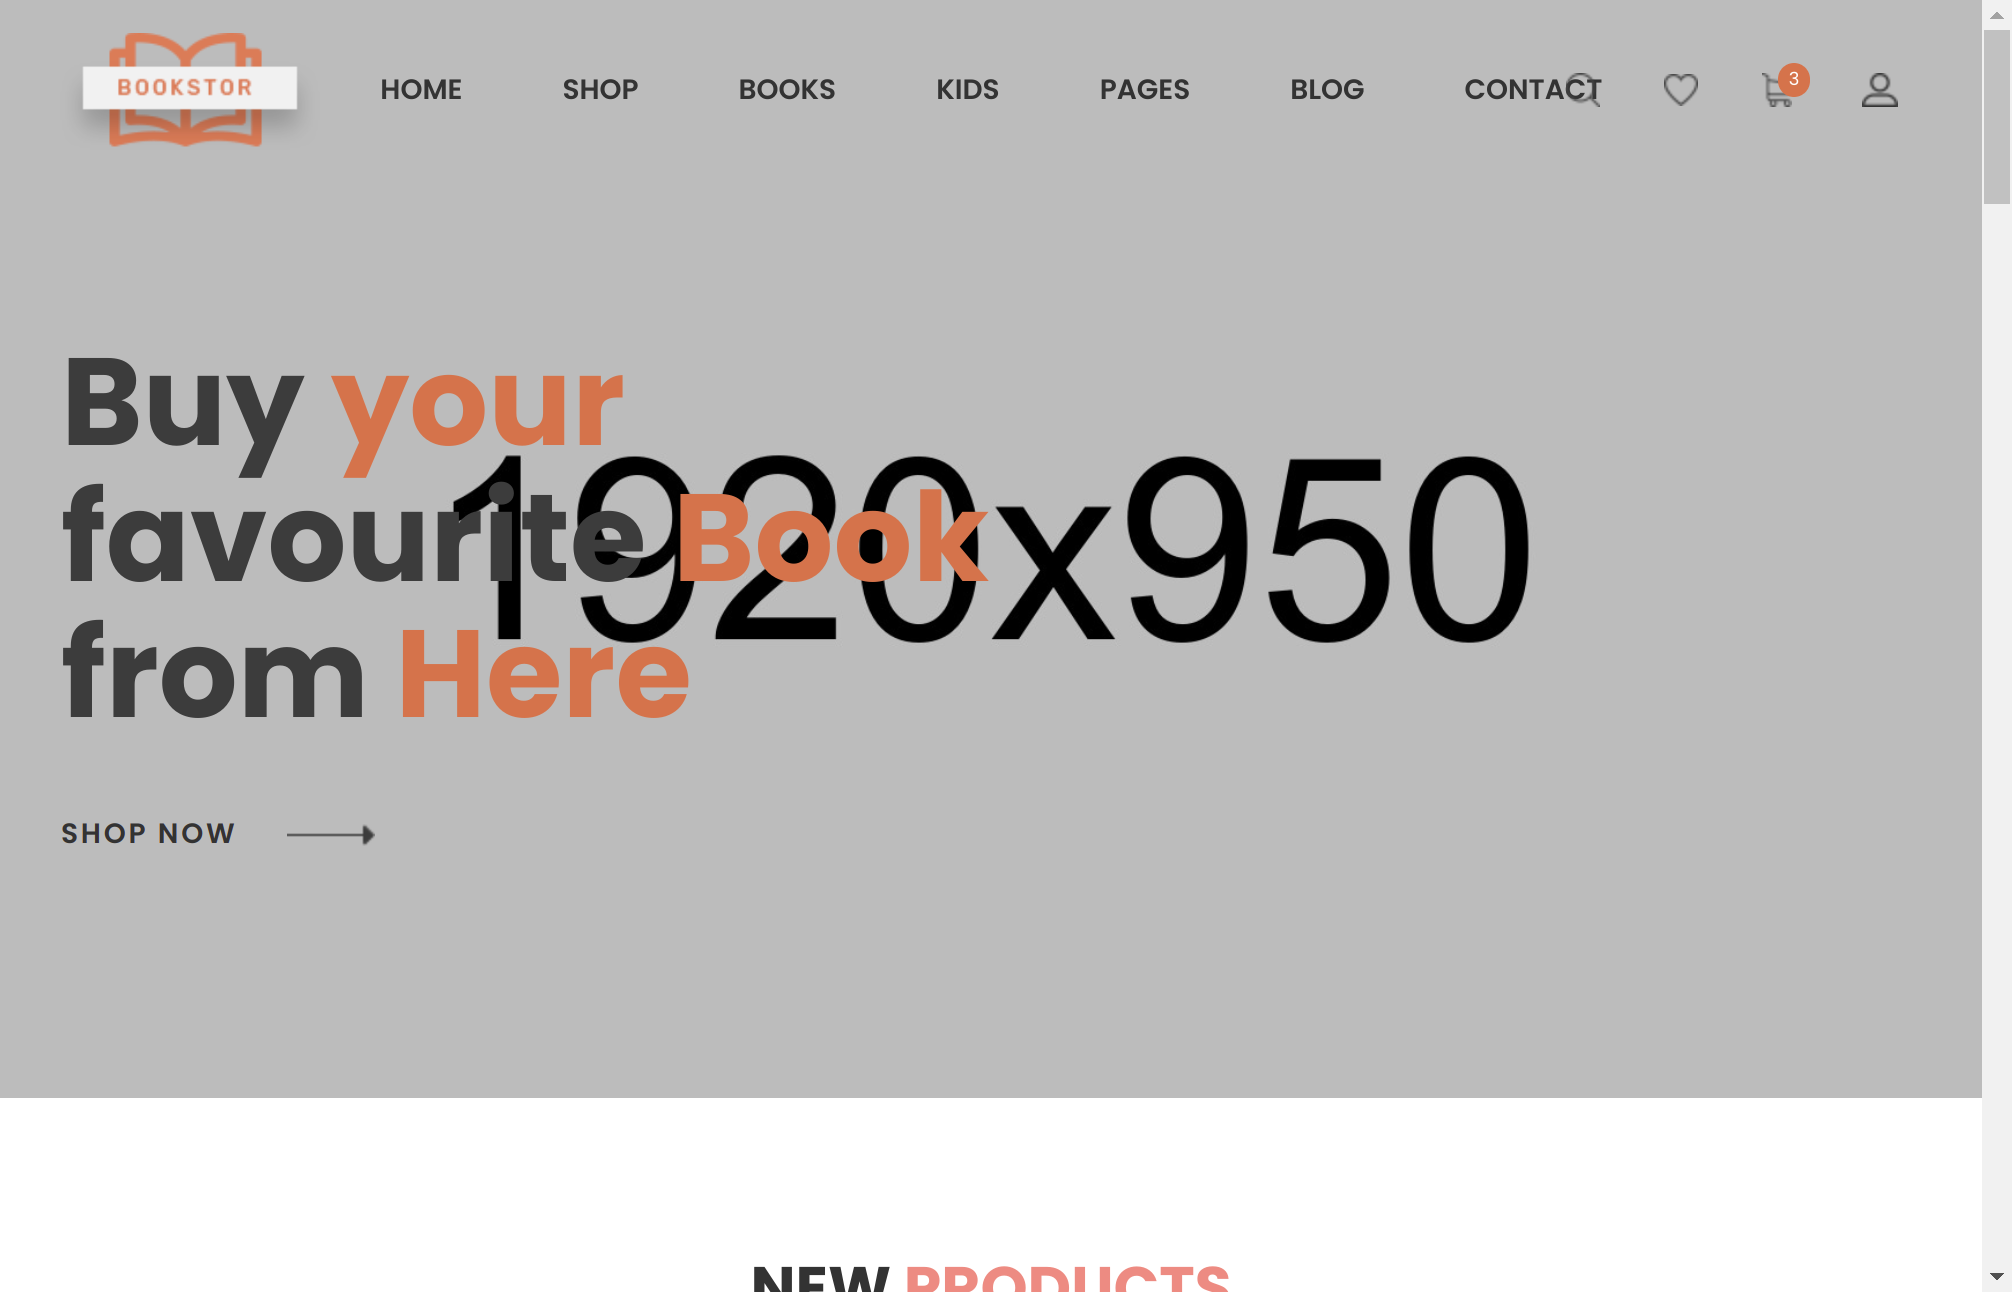 BOOKSTOR
HOME SHOP BOOKS KIDS PAGES BLOG CONTACT 3
Buy your
favourite Book
from Here
1920x950
SHOP NOW
NEW PRODUCTS